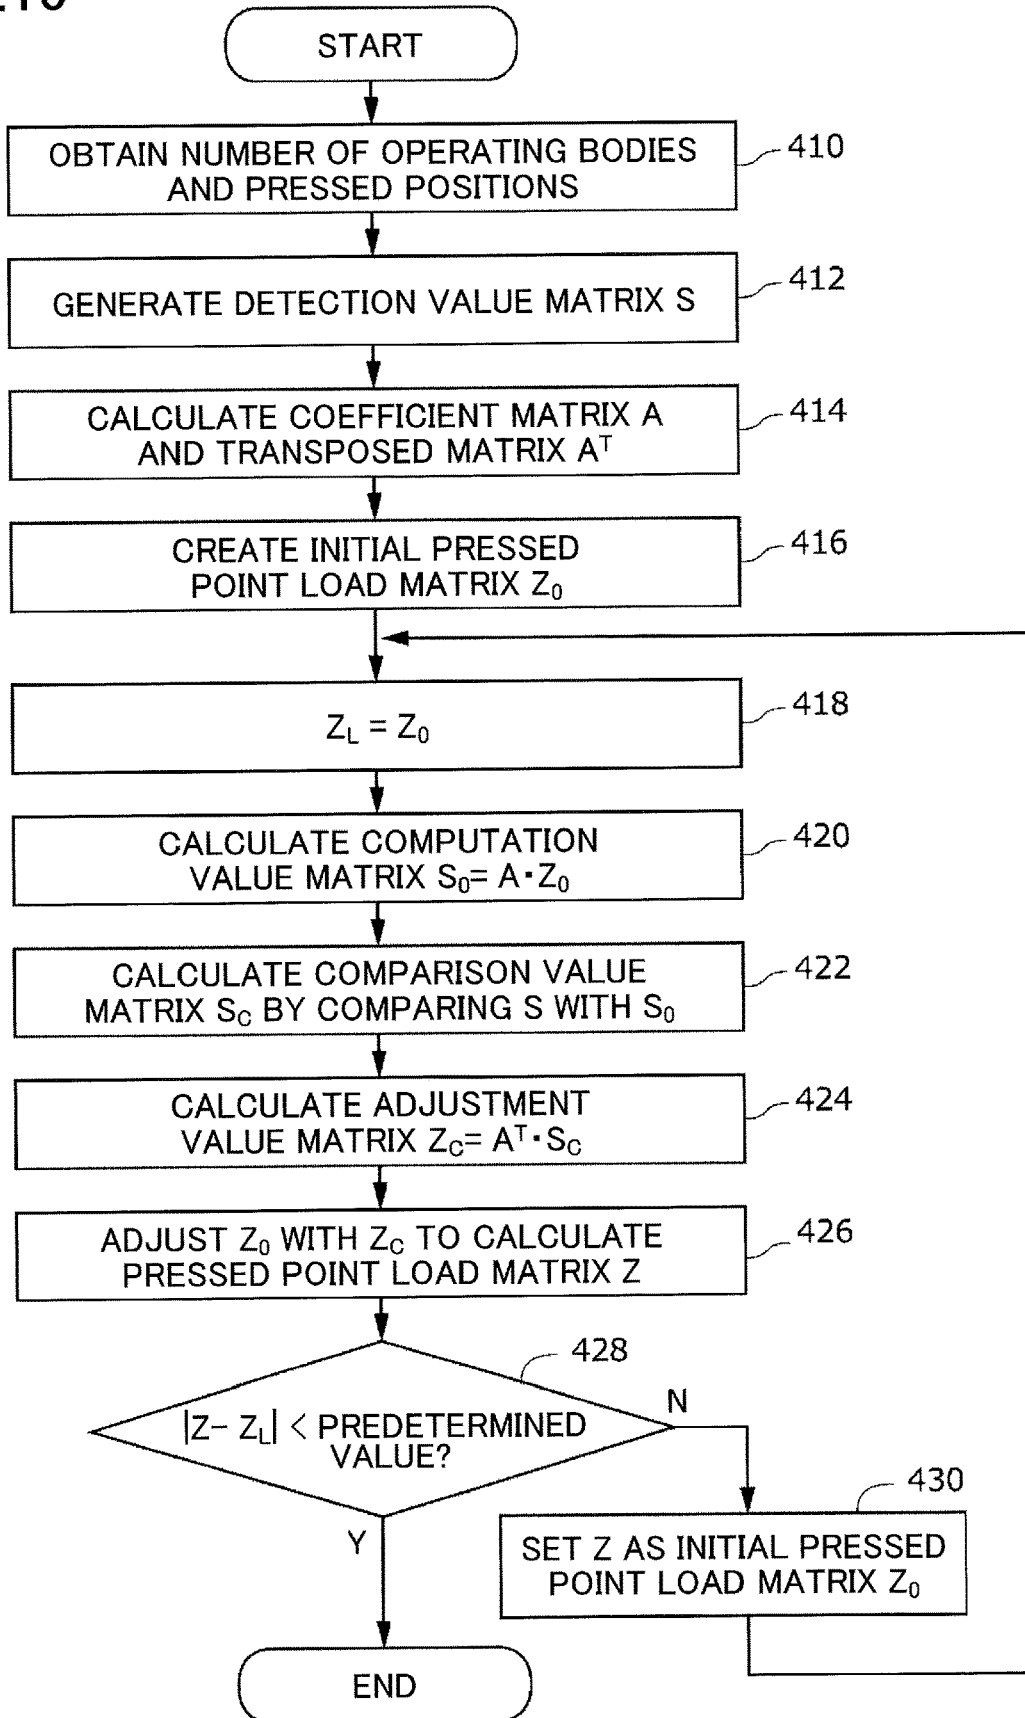 START
OBTAIN NUMBER OF OPERATING BODIES
AND PRESSED POSITIONS
410
GENERATE DETECTION VALUE MATRIX S
412
CALCULATE COEFFICIENT MATRIX A
AND TRANSPOSED MATRIX Aᵀ
414
CREATE INITIAL PRESSED
POINT LOAD MATRIX Z₀
416
Z_L = Z₀
418
CALCULATE COMPUTATION
VALUE MATRIX S₀= A・Z₀
420
CALCULATE COMPARISON VALUE
MATRIX S_C BY COMPARING S WITH S₀
422
CALCULATE ADJUSTMENT
VALUE MATRIX Z_C= Aᵀ・S_C
424
ADJUST Z₀ WITH Z_C TO CALCULATE
PRESSED POINT LOAD MATRIX Z
426
428
|Z− Z_L| < PREDETERMINED
VALUE?
N
Y
430
SET Z AS INITIAL PRESSED
POINT LOAD MATRIX Z₀
END